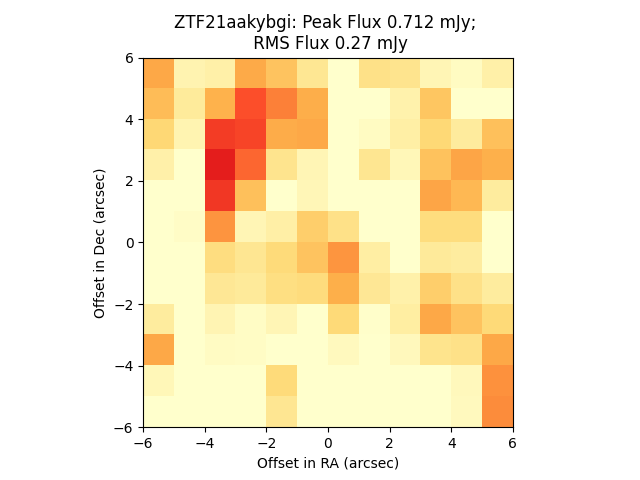 ZTF21aakybgi: Peak Flux 0.712 mJy;
RMS Flux 0.27 mJy
6
4
2
0
−2
−4
−6
Offset in Dec (arcsec)
−6 −4 −2 0 2 4 6
Offset in RA (arcsec)